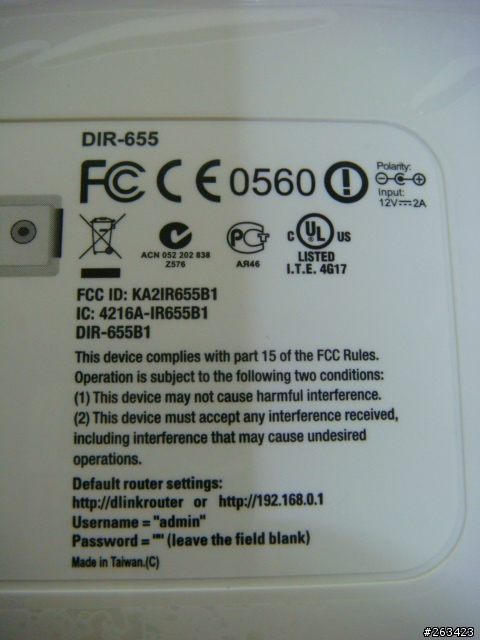 DIR-655
FC CE 0560
Polarity:
Input:
12V⎓2A
ACN 052 202 838
Z576
PCT
АЯ46
C UL US
LISTED
I.T.E. 4G17
FCC ID: KA2IR655B1
IC: 4216A-IR655B1
DIR-655B1
This device complies with part 15 of the FCC Rules.
Operation is subject to the following two conditions:
(1) This device may not cause harmful interference.
(2) This device must accept any interference received,
including interference that may cause undesired
operations.
Default router settings:
http://dlinkrouter or http://192.168.0.1
Username = "admin"
Password = "" (leave the field blank)
Made in Taiwan.(C)
#263423